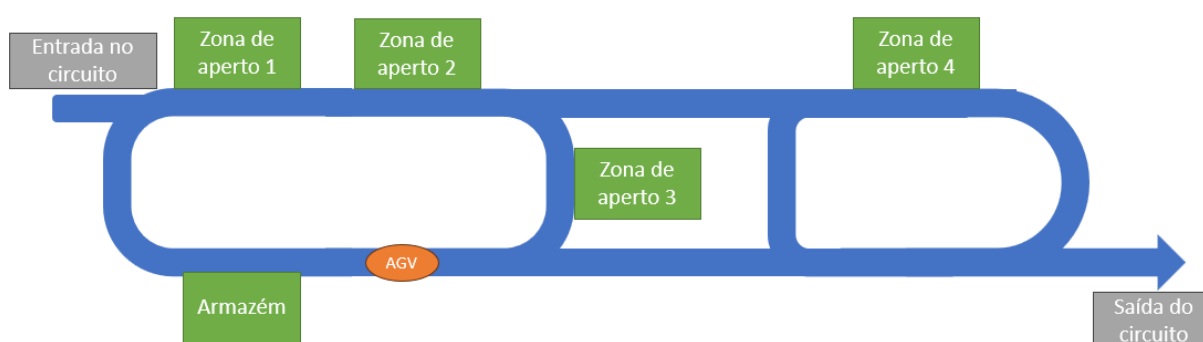 Entrada no
circuito
Zona de
aperto 1
Zona de
aperto 2
Zona de
aperto 4
Zona de
aperto 3
AGV
Armazém
Saída do
circuito